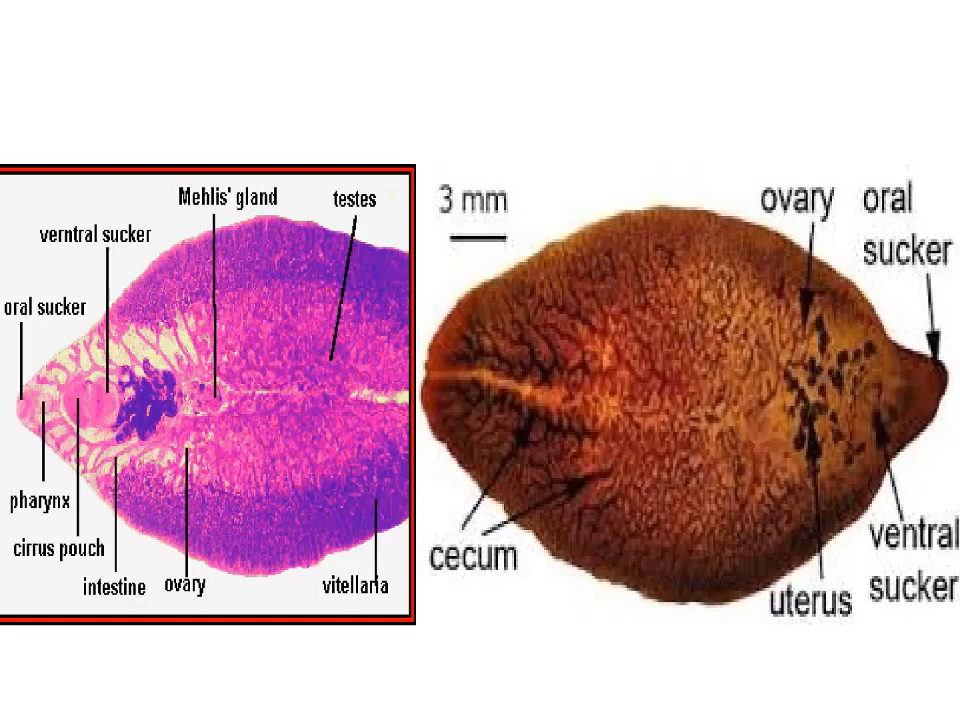 Mehlis' gland
testes
verntral sucker
oral sucker
pharynx
cirrus pouch
intestine
ovary
vitellaria
3 mm
ovary
oral
sucker
cecum
uterus
ventral
sucker